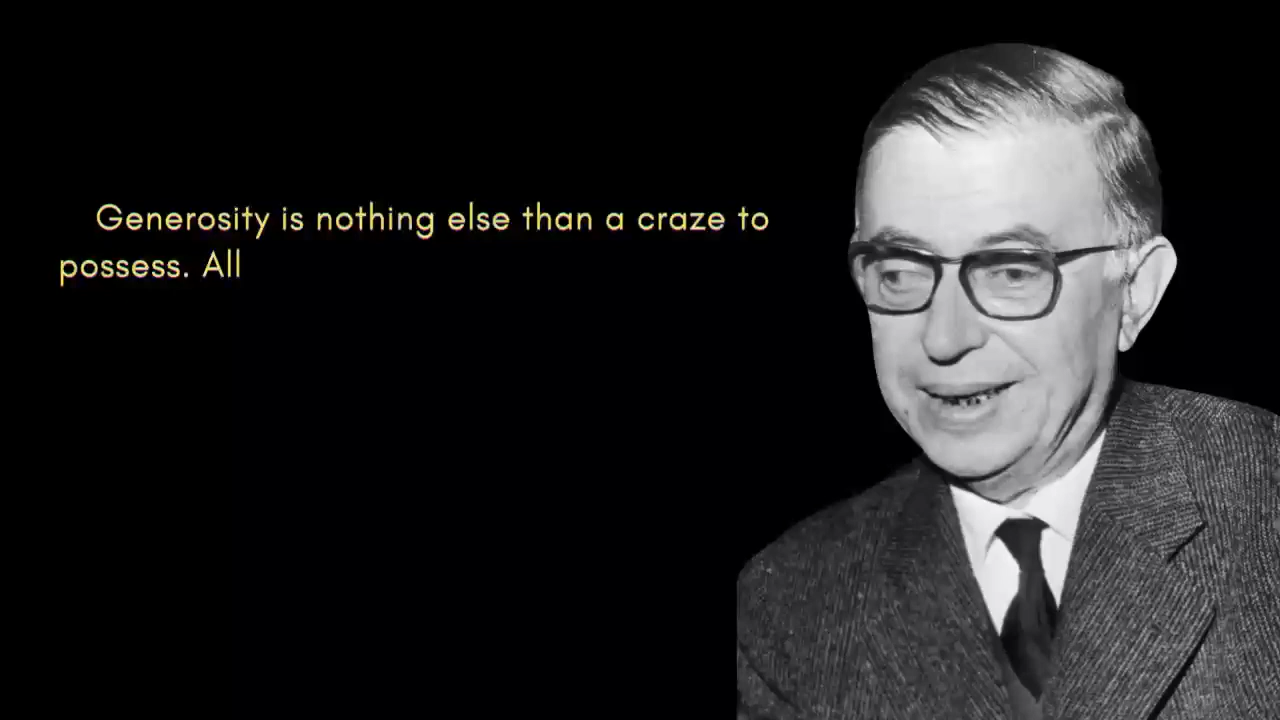 Generosity is nothing else than a craze to
possess. All